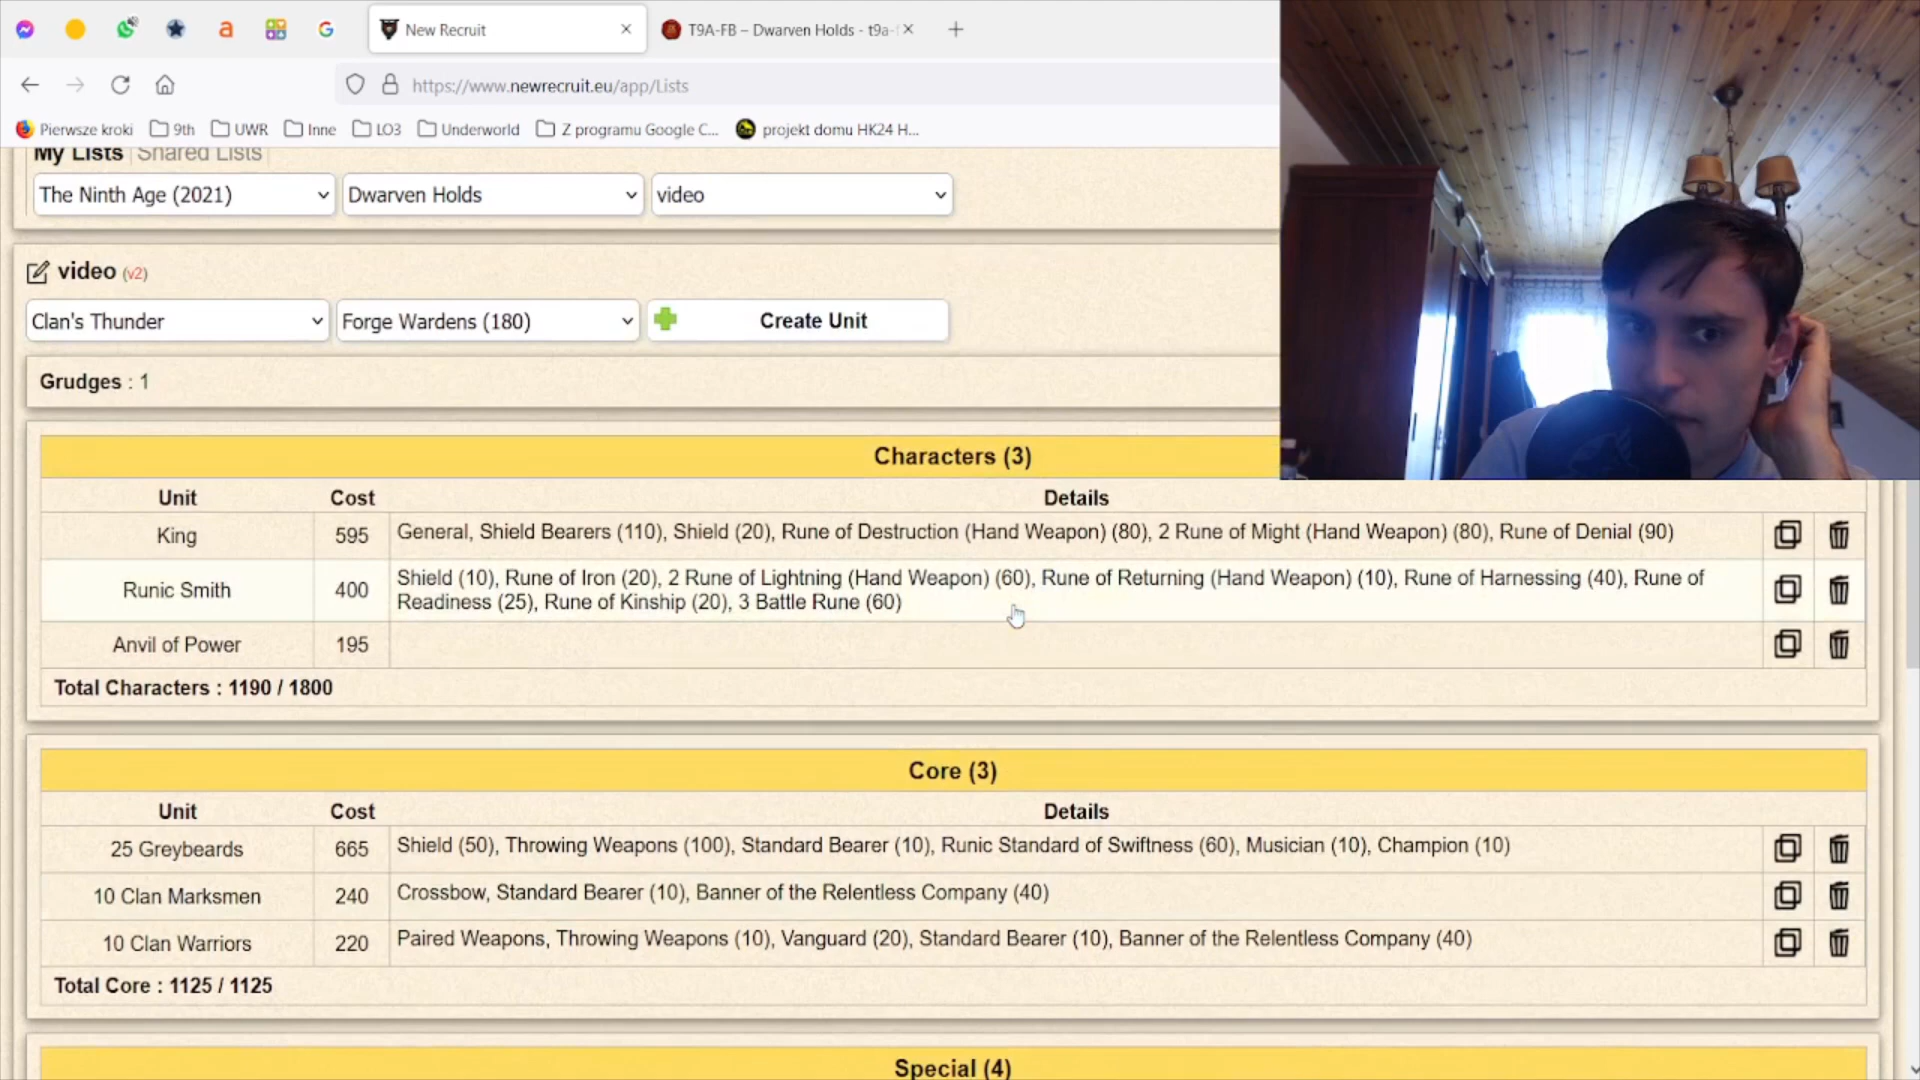 New Recruit
T9A-FB – Dwarven Holds - t9a-
https://www.newrecruit.eu/app/Lists
Pierwsze kroki 9th UWR Inne LO3 Underworld Z programu Google C... projekt domu HK24 H...
My Lists Shared Lists
The Ninth Age (2021) Dwarven Holds video
video (v2)
Clan's Thunder Forge Wardens (180) Create Unit
Grudges : 1
Characters (3)
Unit Cost Details
King 595 General, Shield Bearers (110), Shield (20), Rune of Destruction (Hand Weapon) (80), 2 Rune of Might (Hand Weapon) (80), Rune of Denial (90)
Runic Smith 400 Shield (10), Rune of Iron (20), 2 Rune of Lightning (Hand Weapon) (60), Rune of Returning (Hand Weapon) (10), Rune of Harnessing (40), Rune of
Readiness (25), Rune of Kinship (20), 3 Battle Rune (60)
Anvil of Power 195
Total Characters : 1190 / 1800
Core (3)
Unit Cost Details
25 Greybeards 665 Shield (50), Throwing Weapons (100), Standard Bearer (10), Runic Standard of Swiftness (60), Musician (10), Champion (10)
10 Clan Marksmen 240 Crossbow, Standard Bearer (10), Banner of the Relentless Company (40)
10 Clan Warriors 220 Paired Weapons, Throwing Weapons (10), Vanguard (20), Standard Bearer (10), Banner of the Relentless Company (40)
Total Core : 1125 / 1125
Special (4)